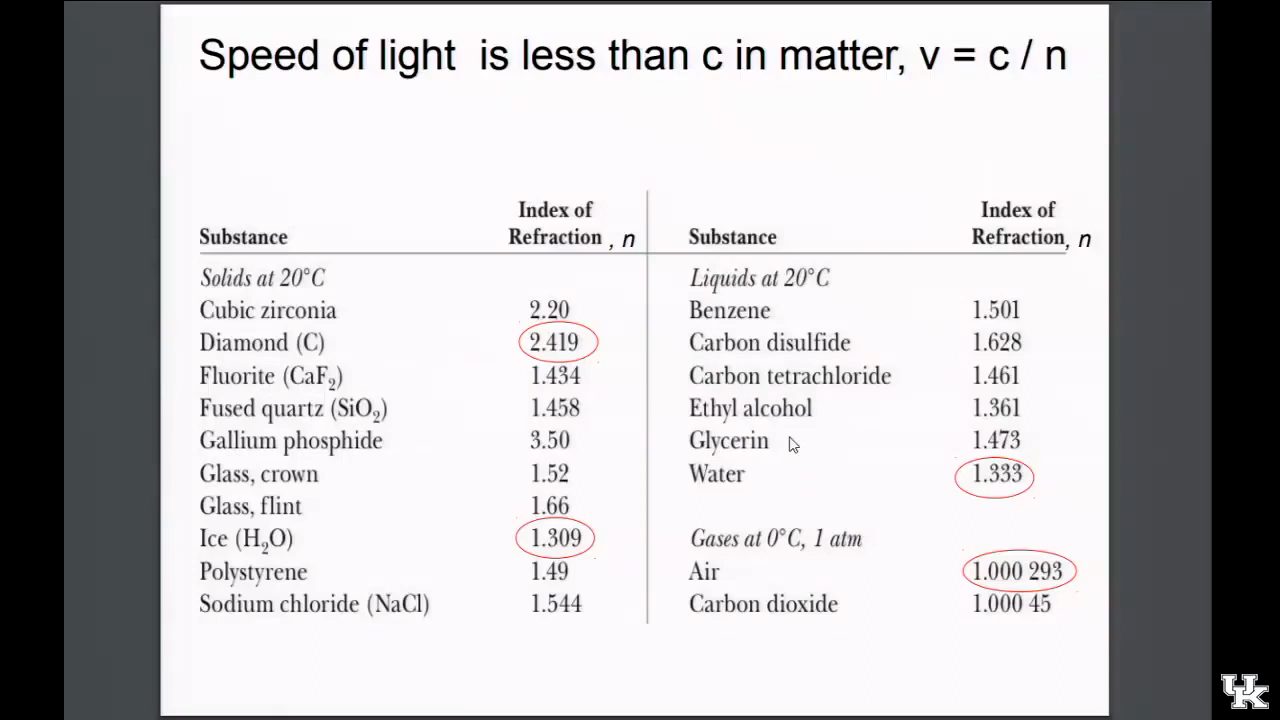 Speed of light is less than c in matter, v = c / n
Index of
Substance Refraction , n
Solids at 20°C
Cubic zirconia 2.20
Diamond (C) 2.419
Fluorite (CaF₂) 1.434
Fused quartz (SiO₂) 1.458
Gallium phosphide 3.50
Glass, crown 1.52
Glass, flint 1.66
Ice (H₂O) 1.309
Polystyrene 1.49
Sodium chloride (NaCl) 1.544
Index of
Substance Refraction, n
Liquids at 20°C
Benzene 1.501
Carbon disulfide 1.628
Carbon tetrachloride 1.461
Ethyl alcohol 1.361
Glycerin 1.473
Water 1.333
Gases at 0°C, 1 atm
Air 1.000 293
Carbon dioxide 1.000 45
UK